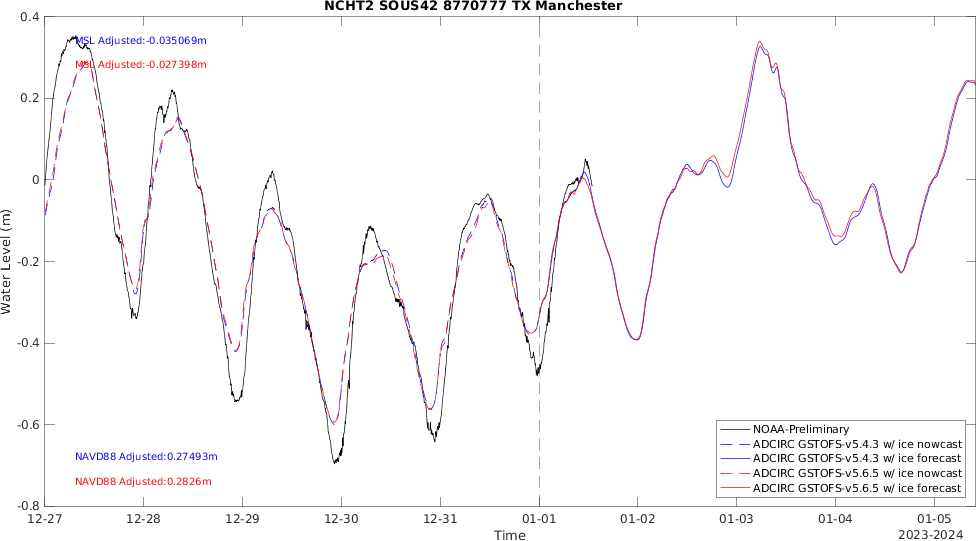 NCHT2 SOUS42 8770777 TX Manchester
0.4
MSL Adjusted:-0.035069m
MSL Adjusted:-0.027398m
0.2
0
-0.2
Water Level (m)
-0.4
-0.6
-0.8
NAVD88 Adjusted:0.27493m
NAVD88 Adjusted:0.2826m
NOAA-Preliminary
ADCIRC GSTOFS-v5.4.3 w/ ice nowcast
ADCIRC GSTOFS-v5.4.3 w/ ice forecast
ADCIRC GSTOFS-v5.6.5 w/ ice nowcast
ADCIRC GSTOFS-v5.6.5 w/ ice forecast
12-27 12-28 12-29 12-30 12-31 01-01 01-02 01-03 01-04 01-05
Time
2023-2024